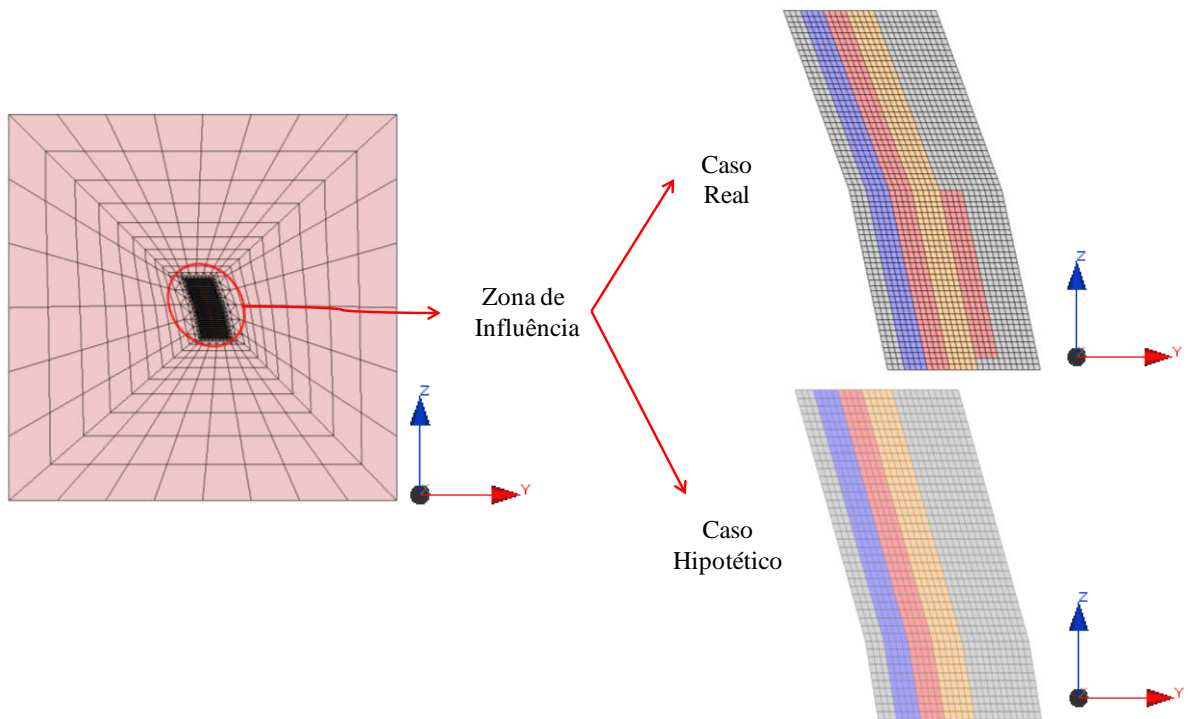 Caso
Real
Z
Y
Z
Y
Zona de
Influência
Caso
Hipotético
Z
Y